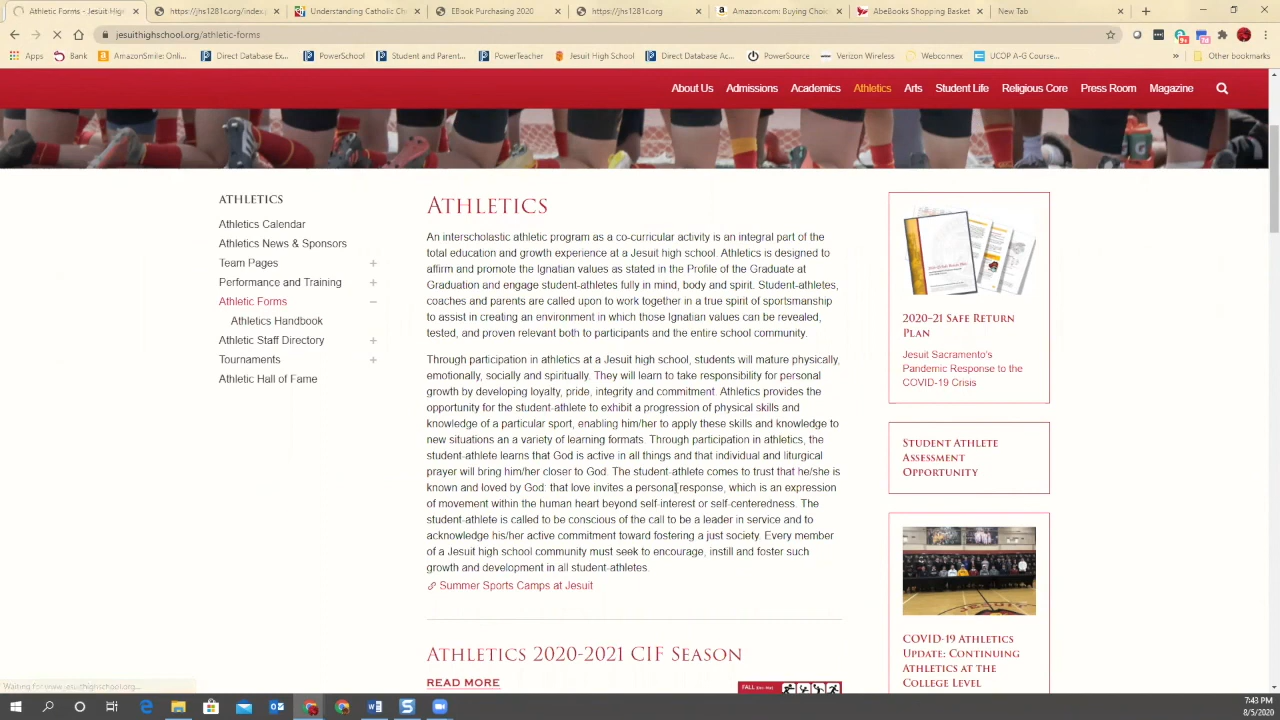 Athletic Forms - Jesuit High
https://jhs1281.org/index
Understanding Catholic Ch
EBook Purchasing 2020
https://jhs1281.org
Amazon.com: Buying Choic
AbeBooks Shopping Basket
New Tab
jesuithighschool.org/athletic-forms
Apps
Bank
AmazonSmile: Onli...
Direct Database Ex...
PowerSchool
Student and Parent...
PowerTeacher
Jesuit High School
Direct Database Ac...
PowerSource
Verizon Wireless
Webconnex
UCOP A-G Course...
»
Other bookmarks
About Us Admissions Academics Athletics Arts Student Life Religious Core Press Room Magazine
ATHLETICS
Athletics Calendar
Athletics News & Sponsors
Team Pages +
Performance and Training +
Athletic Forms −
Athletics Handbook
Athletic Staff Directory +
Tournaments +
Athletic Hall of Fame
ATHLETICS
An interscholastic athletic program as a co-curricular activity is an integral part of the
total education and growth experience at a Jesuit high school. Athletics is designed to
affirm and promote the Ignatian values as stated in the Profile of the Graduate at
Graduation and engage student-athletes fully in mind, body and spirit. Student-athletes,
coaches and parents are called upon to work together in a true spirit of sportsmanship
to assist in creating an environment in which those Ignatian values can be revealed,
tested, and proven relevant both to participants and the entire school community.
Through participation in athletics at a Jesuit high school, students will mature physically,
emotionally, socially and spiritually. They will learn to take responsibility for personal
growth by developing loyalty, pride, integrity and commitment. Athletics provides the
opportunity for the student-athlete to exhibit a progression of physical skills and
knowledge of a particular sport, enabling him/her to apply these skills and knowledge to
new situations an a variety of learning formats. Through participation in athletics, the
student-athlete learns that God is active in all things and that individual and liturgical
prayer will bring him/her closer to God. The student-athlete comes to trust that he/she is
known and loved by God: that love invites a personal response, which is an expression
of movement within the human heart beyond self-interest or self-centeredness. The
student-athlete is called to be conscious of the call to be a leader in service and to
acknowledge his/her active commitment toward fostering a just society. Every member
of a Jesuit high school community must seek to encourage, instill and foster such
growth and development in all student-athletes.
Summer Sports Camps at Jesuit
ATHLETICS 2020-2021 CIF SEASON
READ MORE
FALL
2020–21 SAFE RETURN
PLAN
Jesuit Sacramento's
Pandemic Response to the
COVID-19 Crisis
STUDENT ATHLETE
ASSESSMENT
OPPORTUNITY
COVID-19 ATHLETICS
UPDATE: CONTINUING
ATHLETICS AT THE
COLLEGE LEVEL
Waiting for www.jesuithighschool.org...
7:43 PM
8/5/2020